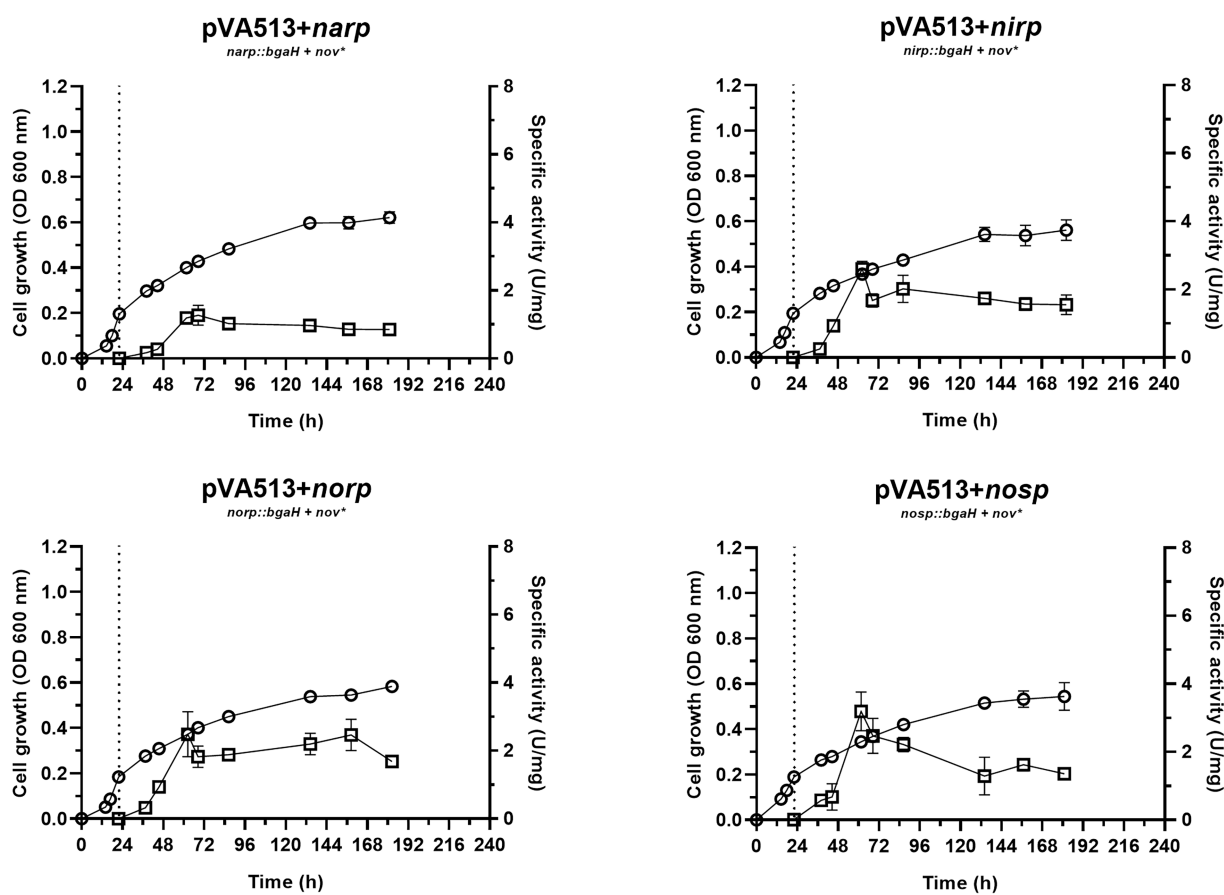 pVA513+narp
narp::bgaH + nov*
Cell growth (OD 600 nm)
1.2
1.0
0.8
0.6
0.4
0.2
0.0
8
6
4
2
0
Specific activity (U/mg)
0 24 48 72 96 120 144 168 192 216 240
Time (h)
pVA513+nirp
nirp::bgaH + nov*
Cell growth (OD 600 nm)
1.2
1.0
0.8
0.6
0.4
0.2
0.0
8
6
4
2
0
Specific activity (U/mg)
0 24 48 72 96 120 144 168 192 216 240
Time (h)
pVA513+norp
norp::bgaH + nov*
Cell growth (OD 600 nm)
1.2
1.0
0.8
0.6
0.4
0.2
0.0
8
6
4
2
0
Specific activity (U/mg)
0 24 48 72 96 120 144 168 192 216 240
Time (h)
pVA513+nosp
nosp::bgaH + nov*
Cell growth (OD 600 nm)
1.2
1.0
0.8
0.6
0.4
0.2
0.0
8
6
4
2
0
Specific activity (U/mg)
0 24 48 72 96 120 144 168 192 216 240
Time (h)